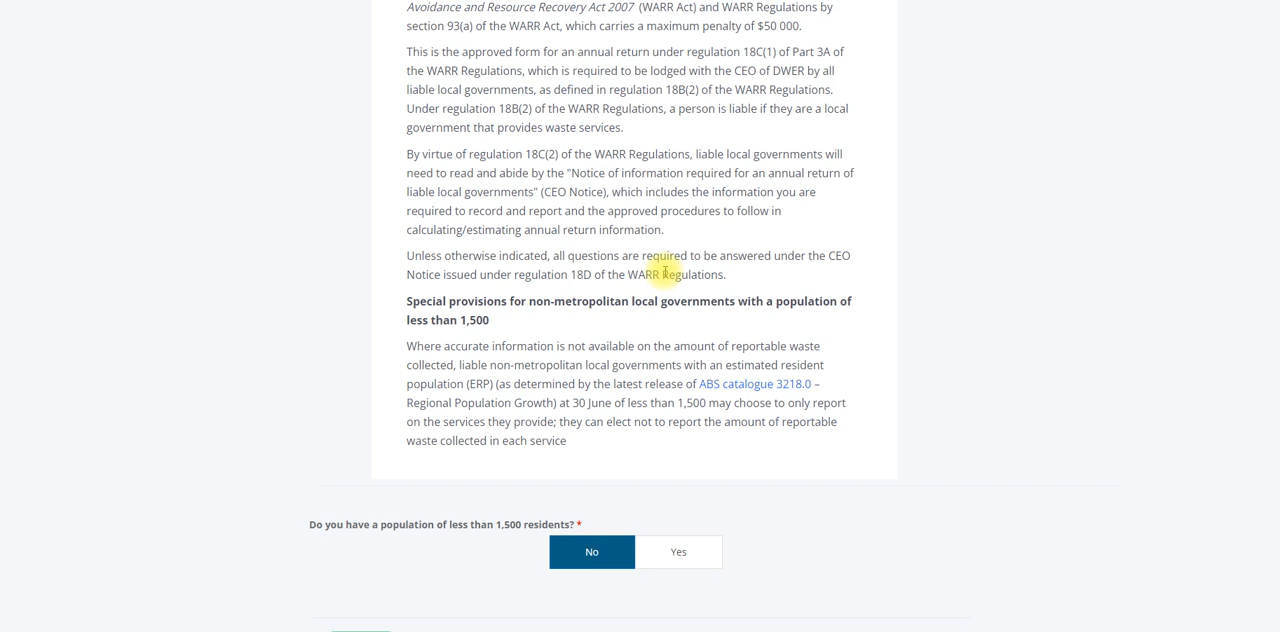 Avoidance and Resource Recovery Act 2007 (WARR Act) and WARR Regulations by
section 93(a) of the WARR Act, which carries a maximum penalty of $50 000.
This is the approved form for an annual return under regulation 18C(1) of Part 3A of
the WARR Regulations, which is required to be lodged with the CEO of DWER by all
liable local governments, as defined in regulation 18B(2) of the WARR Regulations.
Under regulation 18B(2) of the WARR Regulations, a person is liable if they are a local
government that provides waste services.
By virtue of regulation 18C(2) of the WARR Regulations, liable local governments will
need to read and abide by the "Notice of information required for an annual return of
liable local governments" (CEO Notice), which includes the information you are
required to record and report and the approved procedures to follow in
calculating/estimating annual return information.
Unless otherwise indicated, all questions are required to be answered under the CEO
Notice issued under regulation 18D of the WARR Regulations.
Special provisions for non-metropolitan local governments with a population of
less than 1,500
Where accurate information is not available on the amount of reportable waste
collected, liable non-metropolitan local governments with an estimated resident
population (ERP) (as determined by the latest release of ABS catalogue 3218.0 –
Regional Population Growth) at 30 June of less than 1,500 may choose to only report
on the services they provide; they can elect not to report the amount of reportable
waste collected in each service
Do you have a population of less than 1,500 residents? *
No Yes